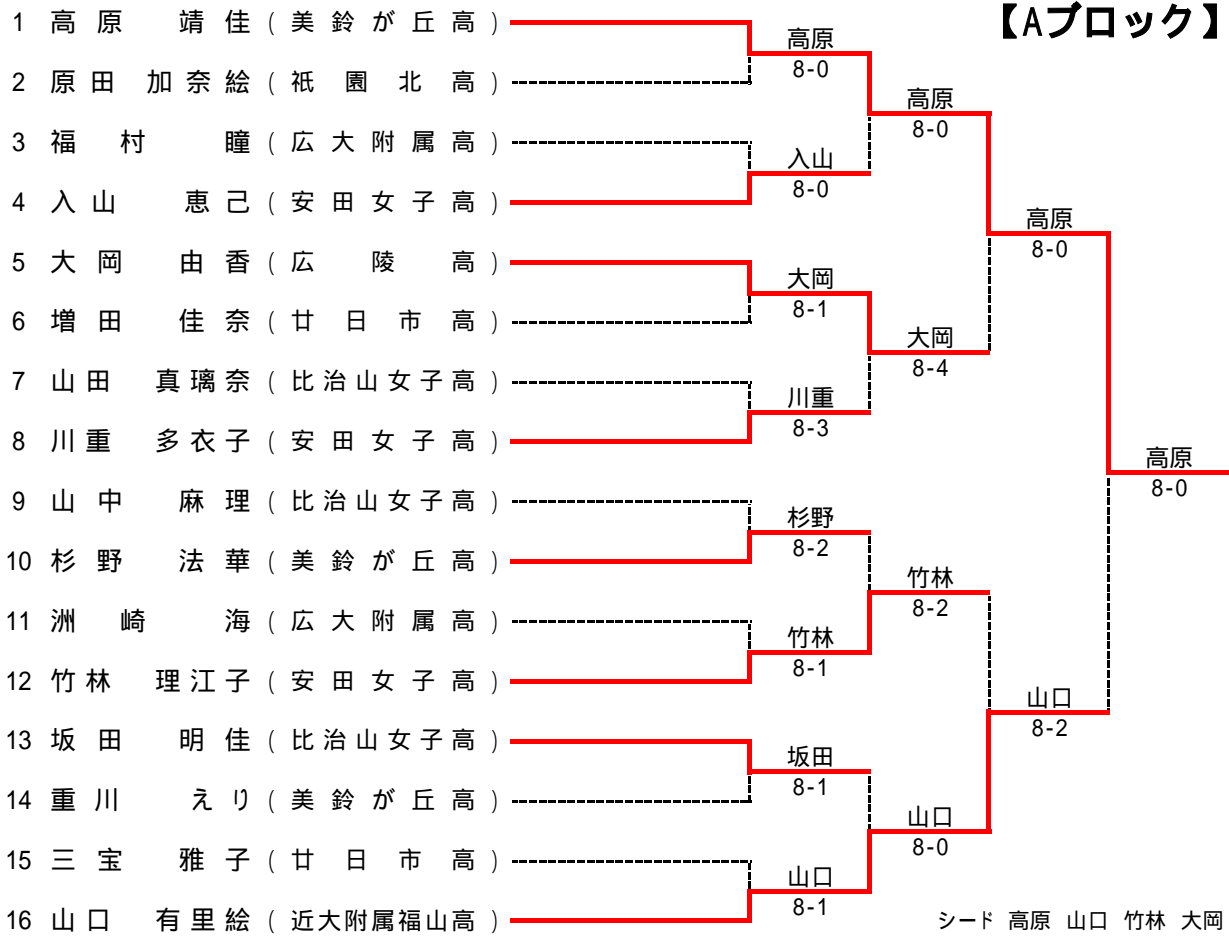 【Aブロック】
1 高原 靖佳 ( 美鈴が丘高 )
2 原田 加奈絵 ( 祇園北高 )
3 福村 瞳 ( 広大附属高 )
4 入山 恵己 ( 安田女子高 )
5 大岡 由香 ( 広陵高 )
6 増田 佳奈 ( 廿日市高 )
7 山田 真璃奈 ( 比治山女子高 )
8 川重 多衣子 ( 安田女子高 )
9 山中 麻理 ( 比治山女子高 )
10 杉野 法華 ( 美鈴が丘高 )
11 洲崎 海 ( 広大附属高 )
12 竹林 理江子 ( 安田女子高 )
13 坂田 明佳 ( 比治山女子高 )
14 重川 えり ( 美鈴が丘高 )
15 三宝 雅子 ( 廿日市高 )
16 山口 有里絵 ( 近大附属福山高 )
高原
8-0
入山
8-0
大岡
8-1
川重
8-3
杉野
8-2
竹林
8-1
坂田
8-1
山口
8-1
高原
8-0
大岡
8-4
竹林
8-2
山口
8-0
高原
8-0
山口
8-2
高原
8-0
シード 高原 山口 竹林 大岡